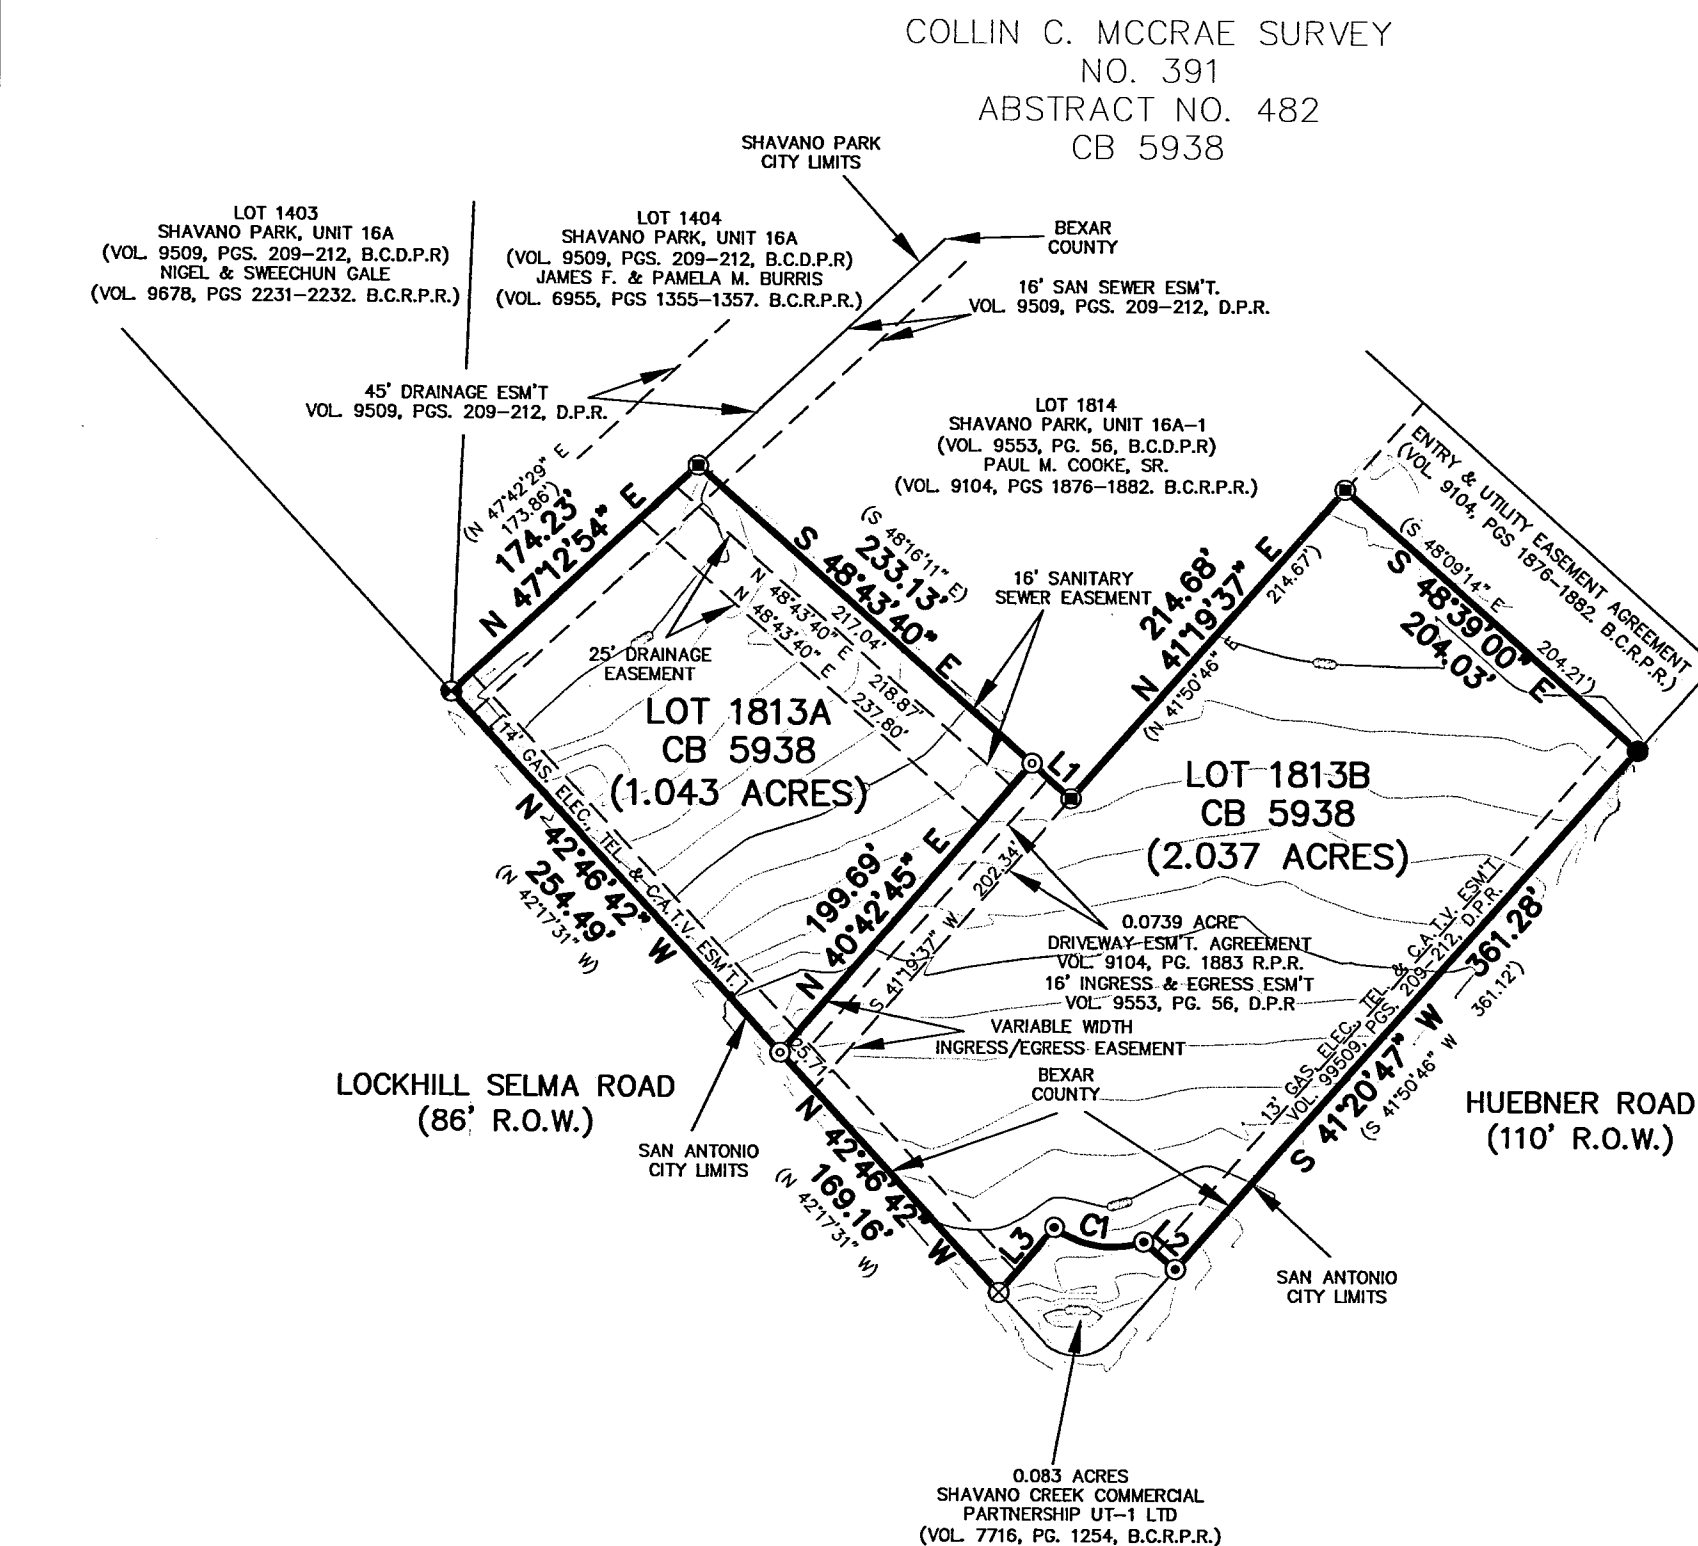 COLLIN C. MCCRAE SURVEY
NO. 391
ABSTRACT NO. 482
CB 5938
SHAVANO PARK
CITY LIMITS
LOT 1403
SHAVANO PARK, UNIT 16A
(VOL. 9509, PGS. 209-212, B.C.D.P.R)
NIGEL & SWEECHUN GALE
(VOL. 9678, PGS 2231-2232. B.C.R.P.R.)
LOT 1404
SHAVANO PARK, UNIT 16A
(VOL. 9509, PGS. 209-212, B.C.D.P.R)
JAMES F. & PAMELA M. BURRIS
(VOL. 6955, PGS 1355-1357. B.C.R.P.R.)
BEXAR
COUNTY
16' SAN SEWER ESM'T.
VOL. 9509, PGS. 209-212, D.P.R.
45' DRAINAGE ESM'T
VOL. 9509, PGS. 209-212, D.P.R.
LOT 1814
SHAVANO PARK, UNIT 16A-1
(VOL. 9553, PG. 56, B.C.D.P.R)
PAUL M. COOKE, SR.
(VOL. 9104, PGS 1876-1882. B.C.R.P.R.)
ENTRY & UTILITY EASEMENT AGREEMENT
(VOL. 9104, PGS 1876-1882. B.C.R.P.R.)
(N 47°42'29" E
173.86')
174.23'
N 47°12'54" E
(S 48°16'11" E)
233.13'
S 48°43'40" E
16' SANITARY
SEWER EASEMENT
N 48°43'40" E 217.04'
N 48°43'40" E
218.87'
237.80'
25' DRAINAGE
EASEMENT
214.68'
N 41°19'37" E
(N 41°50'46" E
214.67')
(S 48°09'14" E
204.21')
S 48°39'00" E
204.03'
LOT 1813A
CB 5938
(1.043 ACRES)
L1
LOT 1813B
CB 5938
(2.037 ACRES)
14' GAS, ELEC., TEL & C.A.T.V. ESM'T.
N 42°46'42" W
254.49'
(N 42°17'31" W)
199.69'
N 40°42'45" E
202.34'
S 41°19'37" W
0.0739 ACRE
DRIVEWAY ESM'T. AGREEMENT
VOL. 9104, PG. 1883 R.P.R.
16' INGRESS & EGRESS ESM'T
VOL. 9553, PG. 56, D.P.R
VARIABLE WIDTH
INGRESS/EGRESS EASEMENT
25.71'
13' GAS, ELEC., TEL. & C.A.T.V. ESM'T.
VOL. 99509, PGS. 209-212, D.P.R.
361.28'
S 41°20'47" W
361.12')
(S 41°50'46" W
LOCKHILL SELMA ROAD
(86' R.O.W.)
BEXAR
COUNTY
HUEBNER ROAD
(110' R.O.W.)
SAN ANTONIO
CITY LIMITS
N 42°46'42" W
169.16'
(N 42°17'31" W)
L3
C1
L2
SAN ANTONIO
CITY LIMITS
0.083 ACRES
SHAVANO CREEK COMMERCIAL
PARTNERSHIP UT-1 LTD
(VOL. 7716, PG. 1254, B.C.R.P.R.)